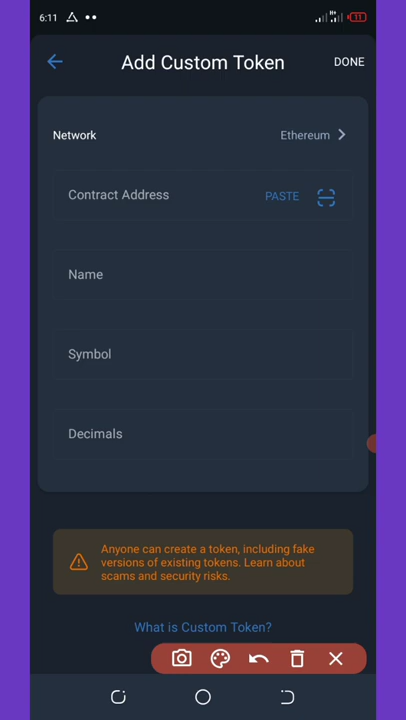 6:11
11
Add Custom Token
DONE
Network
Ethereum
Contract Address
PASTE
Name
Symbol
Decimals
Anyone can create a token, including fake
versions of existing tokens. Learn about
scams and security risks.
What is Custom Token?